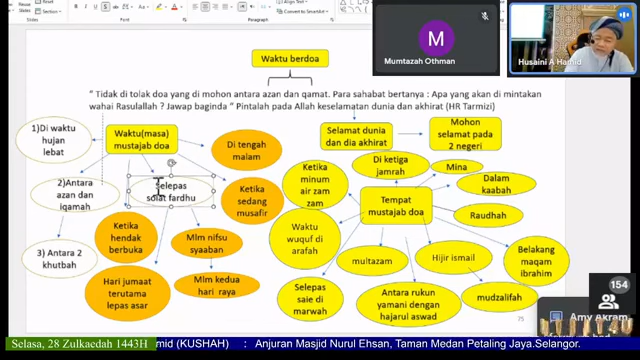 Text
Align Text
Convert to SmartArt
Mumtazah Othman
Husaini A Hamid
Waktu berdoa
" Tidak di tolak doa yang di mohon antara azan dan qamat. Para sahabat bertanya : Apa yang akan di mintakan
wahai Rasulallah ? Jawap baginda " Pintalah pada Allah keselamatan dunia dan akhirat (HR Tarmizi)
1)Di waktu
hujan
lebat
Waktu(masa)
mustajab doa
Di tengah
malam
Selamat dunia
dan dia akhirat
Mohon
selamat pada
2 negeri
2)Antara
azan dan
iqamah
Selepas
solat fardhu
Ketika
sedang
musafir
Ketika
minum
air zam
zam
Di ketiga
jamrah
Mina
Dalam
kaabah
Tempat
mustajab doa
Raudhah
3) Antara 2
khutbah
Ketika
hendak
berbuka
Mlm nifsu
syaaban
Waktu
wuquf di
arafah
multazam
Hijir ismail
Belakang
maqam
ibrahim
Hari jumaat
terutama
lepas asar
Mlm kedua
hari raya
Selepas
saie di
marwah
Antara rukun
yamani dengan
hajarul aswad
mudzalifah
75
154
Amy Akram
Selasa, 28 Zulkaedah 1443H
mid (KUSHAH) : Anjuran Masjid Nurul Ehsan, Taman Medan Petaling Jaya.Selangor.